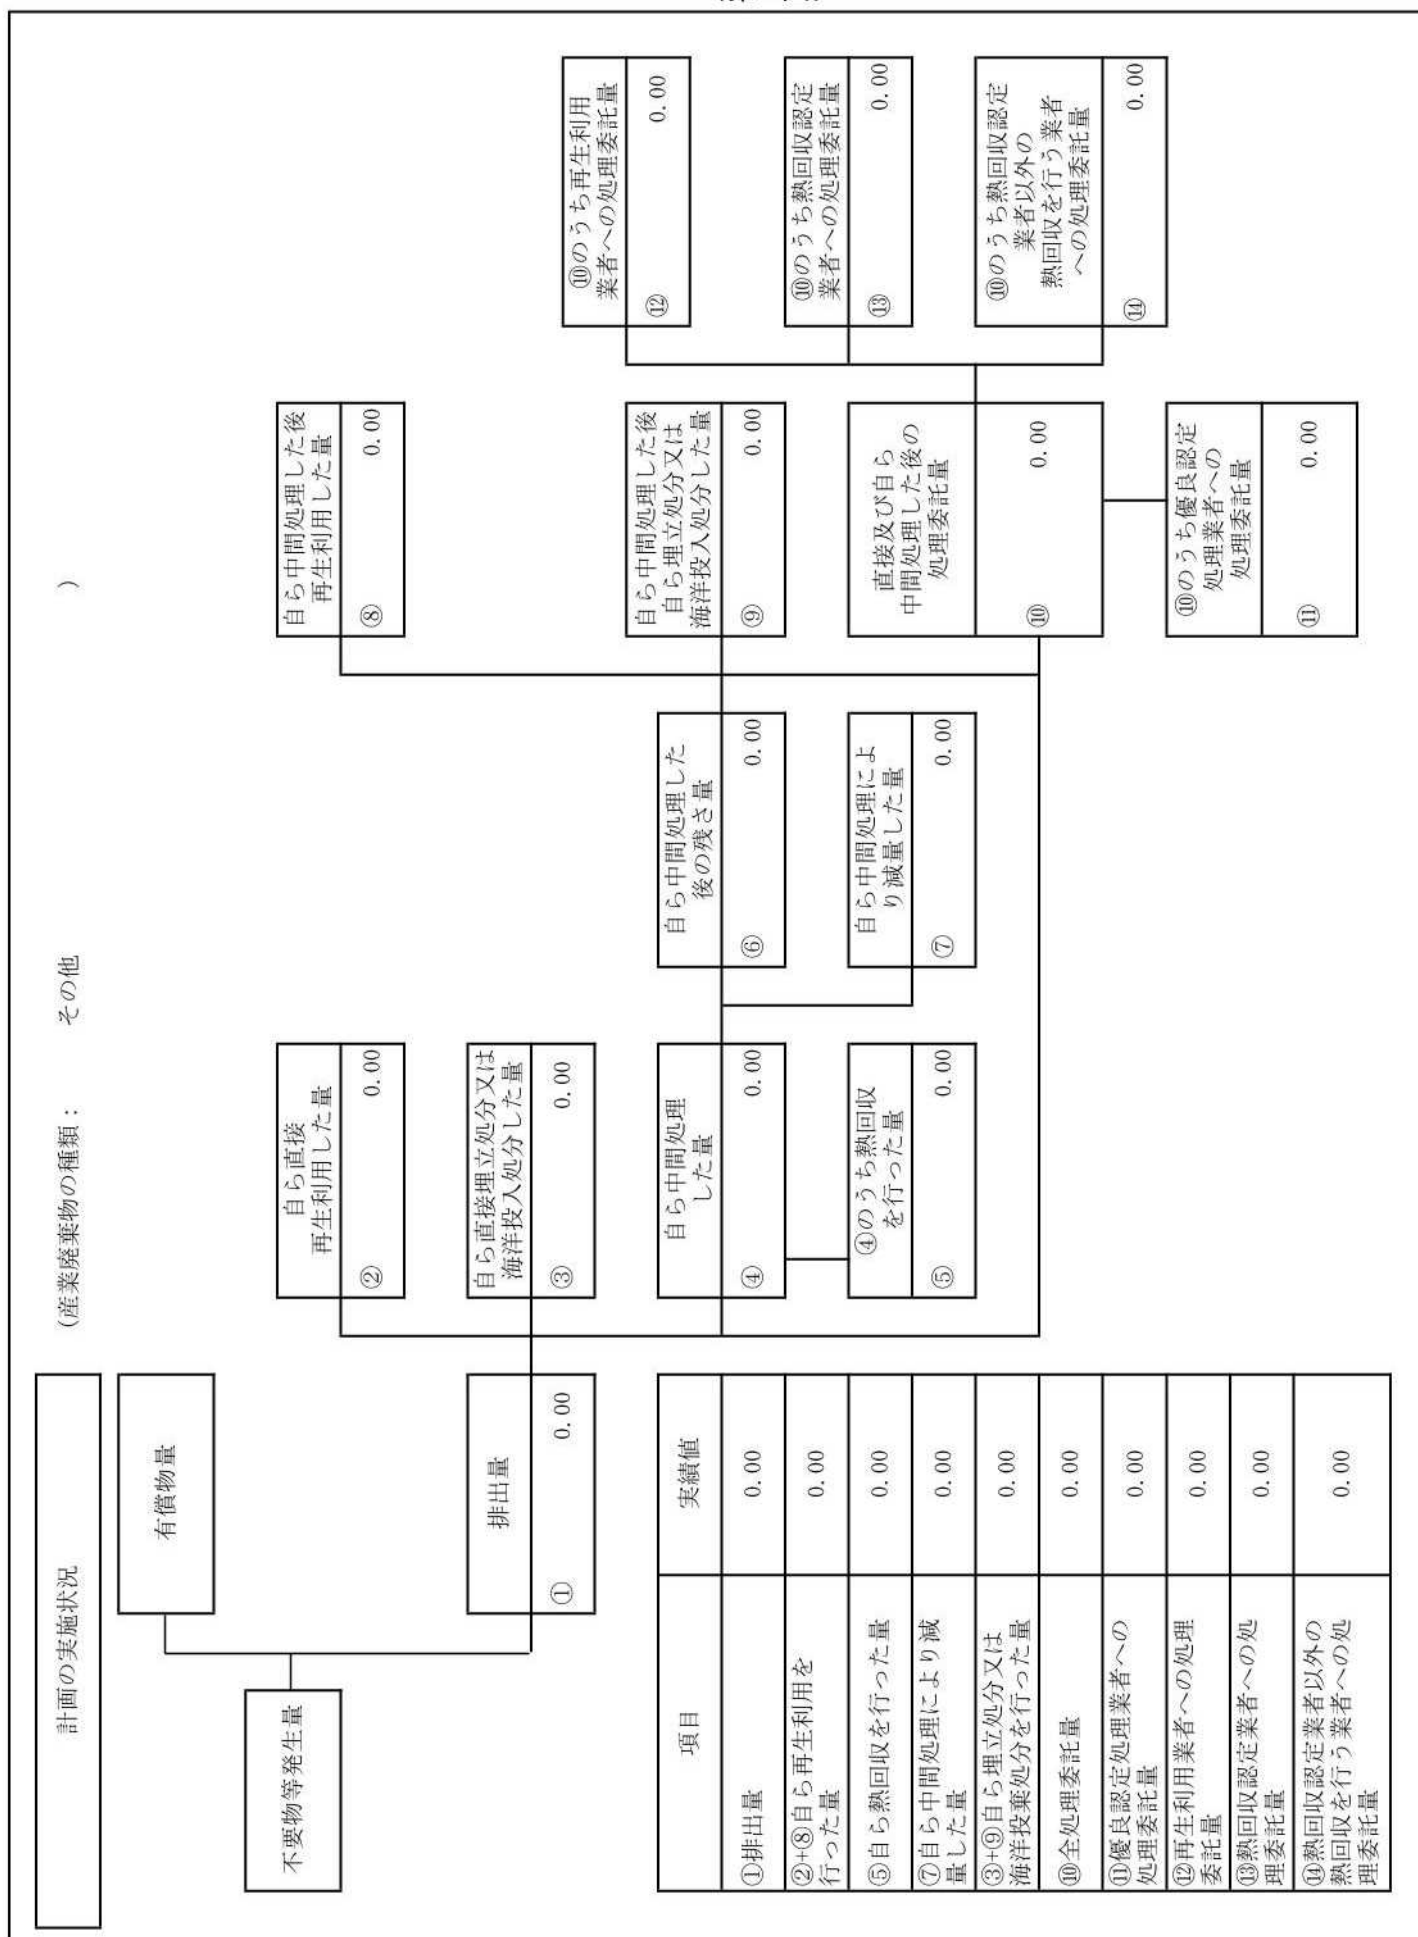 計画の実施状況
(産業廃棄物の種類： その他 )
不要物等発生量
有償物量
排出量
① 0.00
自ら直接
再生利用した量
② 0.00
自ら直接埋立処分又は
海洋投入処分した量
③ 0.00
自ら中間処理
した量
④ 0.00
④のうち熱回収
を行った量
⑤ 0.00
自ら中間処理した
後の残さ量
⑥ 0.00
自ら中間処理によ
り減量した量
⑦ 0.00
自ら中間処理した後
再生利用した量
⑧ 0.00
自ら中間処理した後
自ら埋立処分又は
海洋投入処分した量
⑨ 0.00
直接及び自ら
中間処理した後の
処理委託量
⑩ 0.00
⑩のうち優良認定
処理業者への
処理委託量
⑪ 0.00
⑩のうち再生利用
業者への処理委託量
⑫ 0.00
⑩のうち熱回収認定
業者への処理委託量
⑬ 0.00
⑩のうち熱回収認定
業者以外の
熱回収を行う業者
への処理委託量
⑭ 0.00
項目 実績値
①排出量 0.00
②+⑧自ら再生利用を
行った量 0.00
⑤自ら熱回収を行った量 0.00
⑦自ら中間処理により減
量した量 0.00
③+⑨自ら埋立処分又は
海洋投棄処分を行った量 0.00
⑩全処理委託量 0.00
⑪優良認定処理業者への
処理委託量 0.00
⑫再生利用業者への処理
委託量 0.00
⑬熱回収認定業者への処
理委託量 0.00
⑭熱回収認定業者以外の
熱回収を行う業者への処
理委託量 0.00